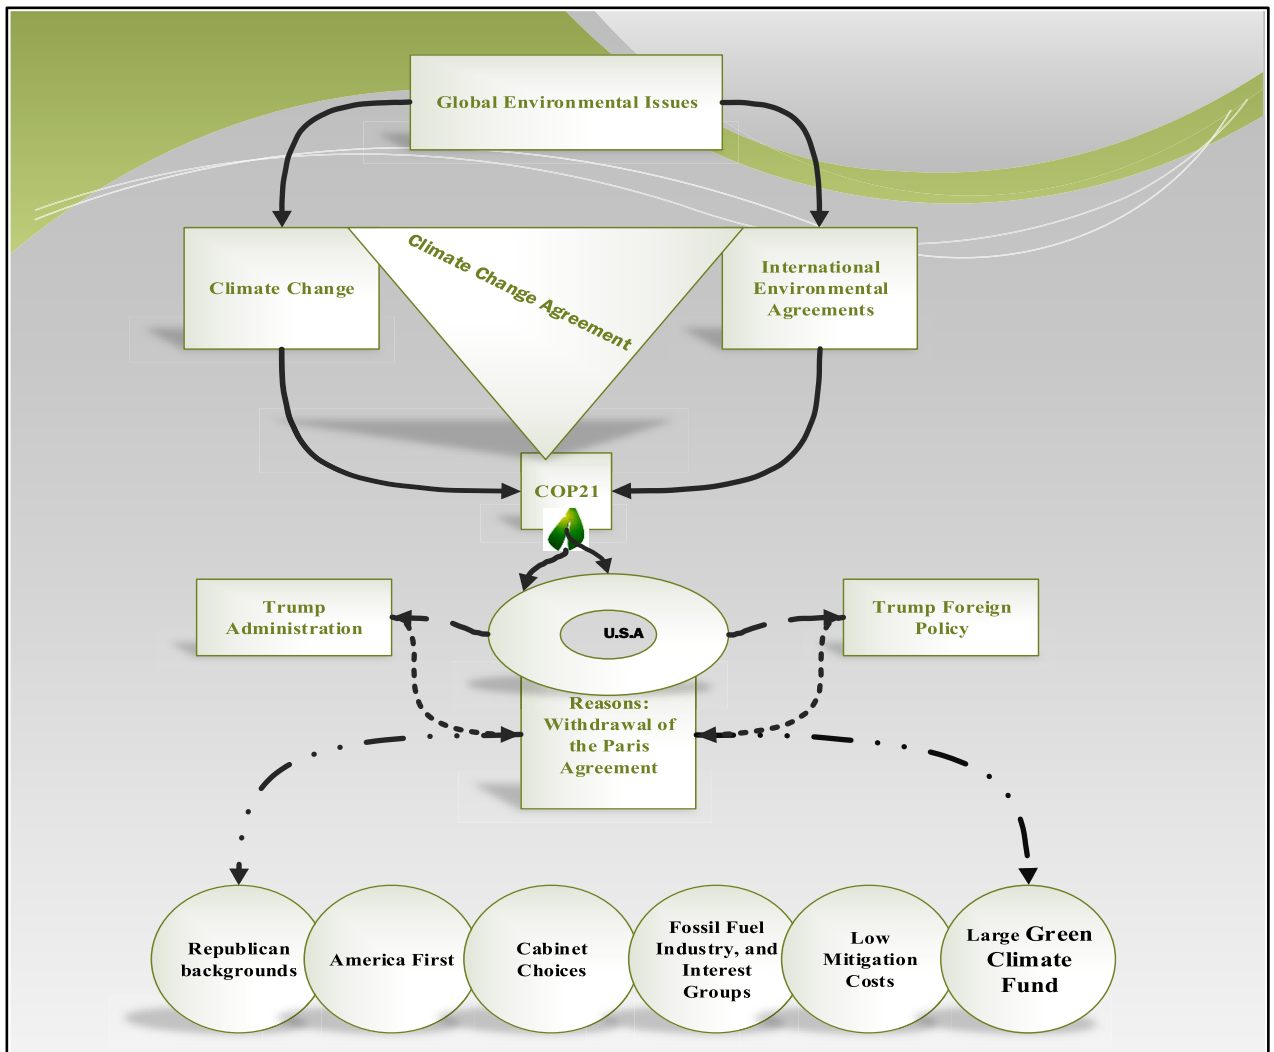 Global Environmental Issues
Climate Change
Climate Change Agreement
International
Environmental
Agreements
COP21
Trump
Administration
U.S.A
Trump Foreign
Policy
Reasons:
Withdrawal of
the Paris
Agreement
Republican
backgrounds
America First
Cabinet
Choices
Fossil Fuel
Industry, and
Interest
Groups
Low
Mitigation
Costs
Large Green
Climate
Fund